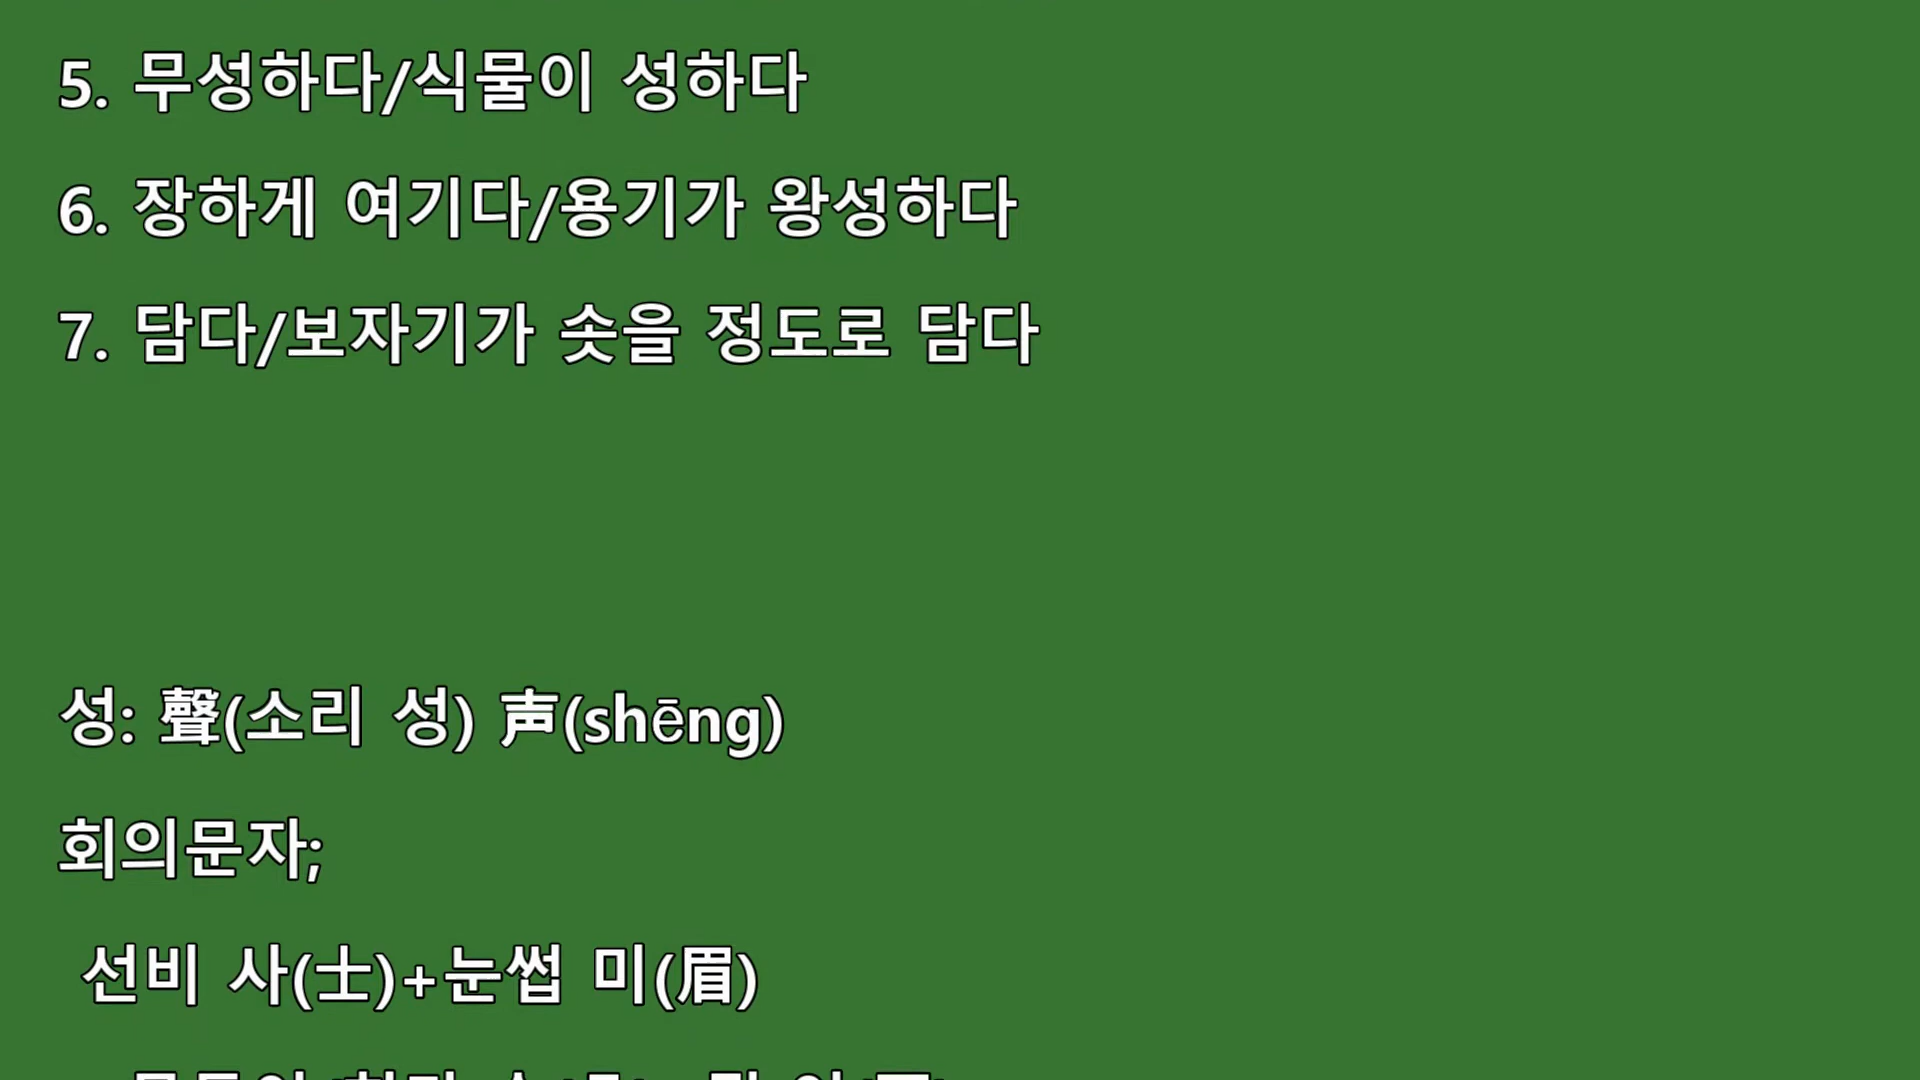 5. 무성하다/식물이 성하다
6. 장하게 여기다/용기가 왕성하다
7. 담다/보자기가 솟을 정도로 담다
성: 聲(소리 성) 声(shēng)
회의문자;
선비 사(士)+눈썹 미(眉)